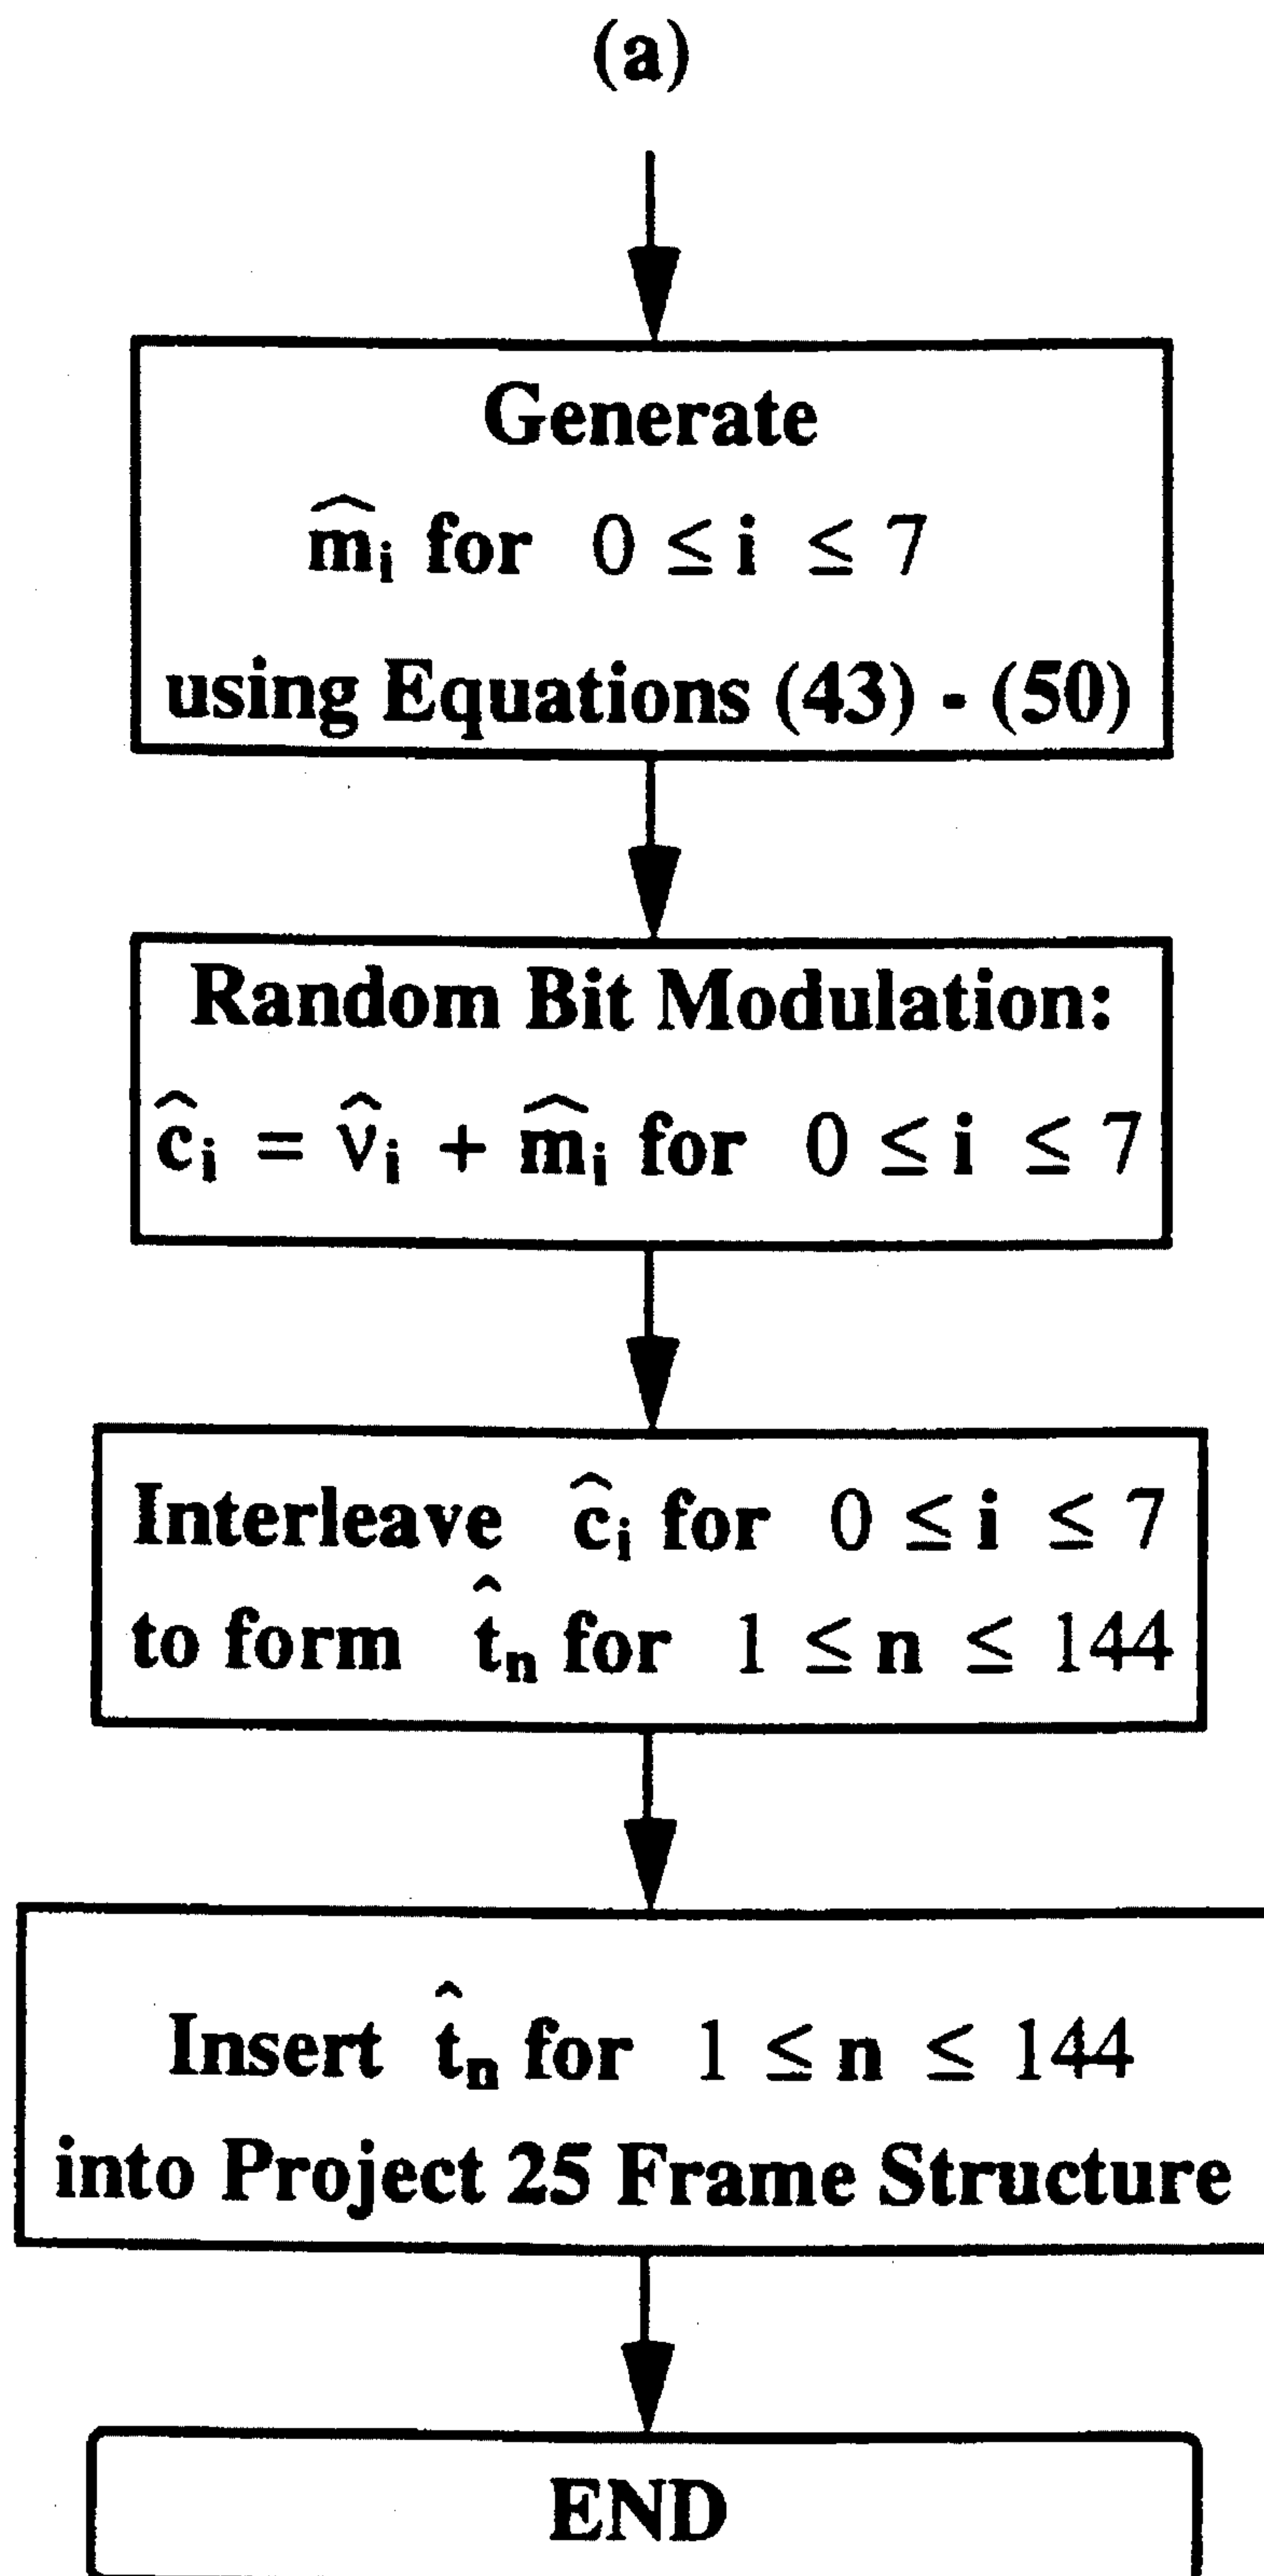 (a)
Generate
m̂ᵢ for 0 ≤ i ≤ 7
using Equations (43) - (50)
Random Bit Modulation:
ĉᵢ = ν̂ᵢ + m̂ᵢ for 0 ≤ i ≤ 7
Interleave ĉᵢ for 0 ≤ i ≤ 7
to form t̂ₙ for 1 ≤ n ≤ 144
Insert t̂ₙ for 1 ≤ n ≤ 144
into Project 25 Frame Structure
END